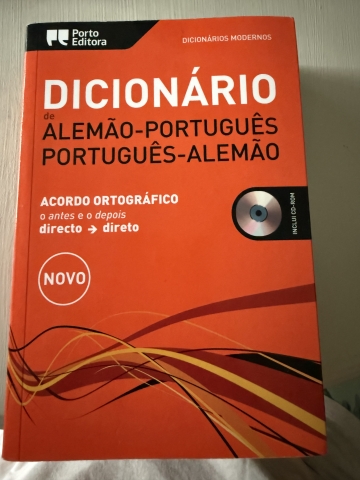 Porto
Editora
DICIONÁRIOS MODERNOS
DICIONÁRIO
de
ALEMÃO-PORTUGUÊS
PORTUGUÊS-ALEMÃO
ACORDO ORTOGRÁFICO
o antes e o depois
directo → direto
INCLUI CD-ROM
NOVO